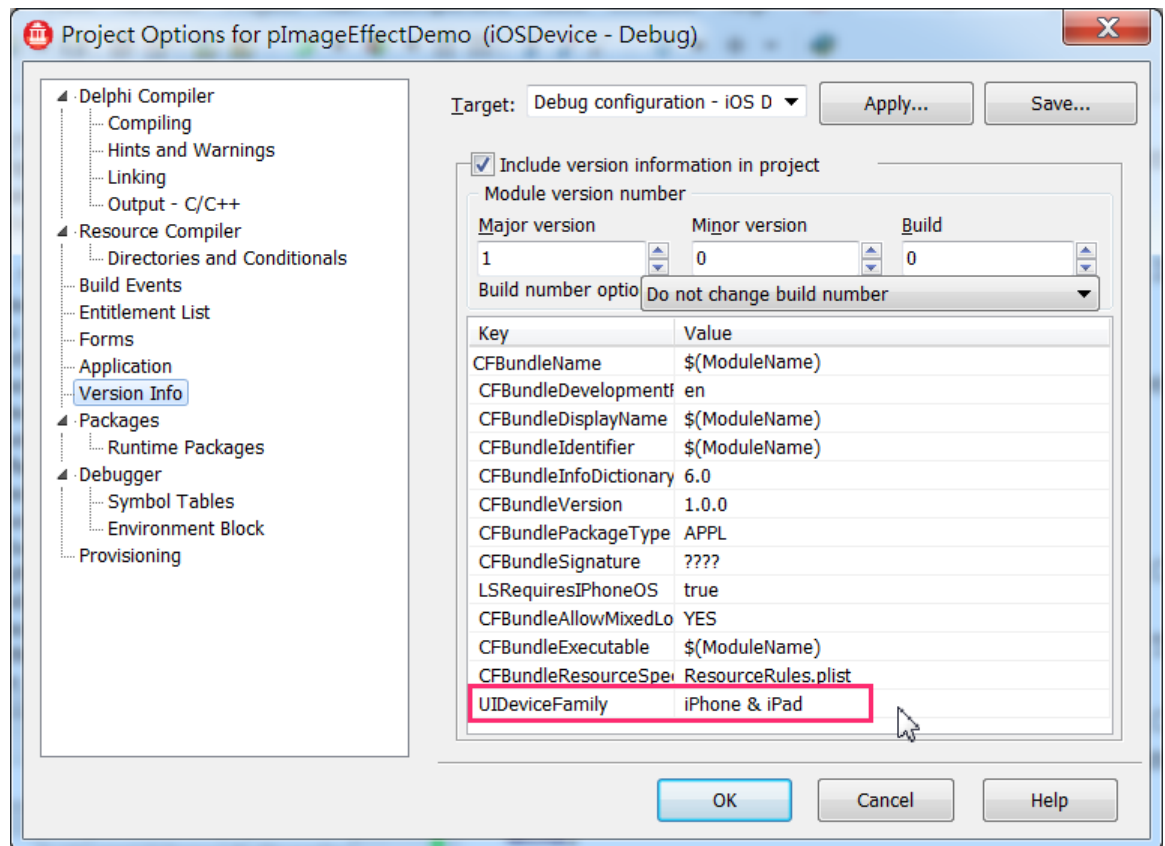 Project Options for pImageEffectDemo (iOSDevice - Debug)
Delphi Compiler
Compiling
Hints and Warnings
Linking
Output - C/C++
Resource Compiler
Directories and Conditionals
Build Events
Entitlement List
Forms
Application
Version Info
Packages
Runtime Packages
Debugger
Symbol Tables
Environment Block
Provisioning
Target: Debug configuration - iOS D Apply... Save...
Include version information in project
Module version number
Major version Minor version Build
1 0 0
Build number optio Do not change build number
Key Value
CFBundleName $(ModuleName)
CFBundleDevelopmentF en
CFBundleDisplayName $(ModuleName)
CFBundleIdentifier $(ModuleName)
CFBundleInfoDictionary 6.0
CFBundleVersion 1.0.0
CFBundlePackageType APPL
CFBundleSignature ????
LSRequiresIPhoneOS true
CFBundleAllowMixedLo YES
CFBundleExecutable $(ModuleName)
CFBundleResourceSpe ResourceRules.plist
UIDeviceFamily iPhone & iPad
OK Cancel Help